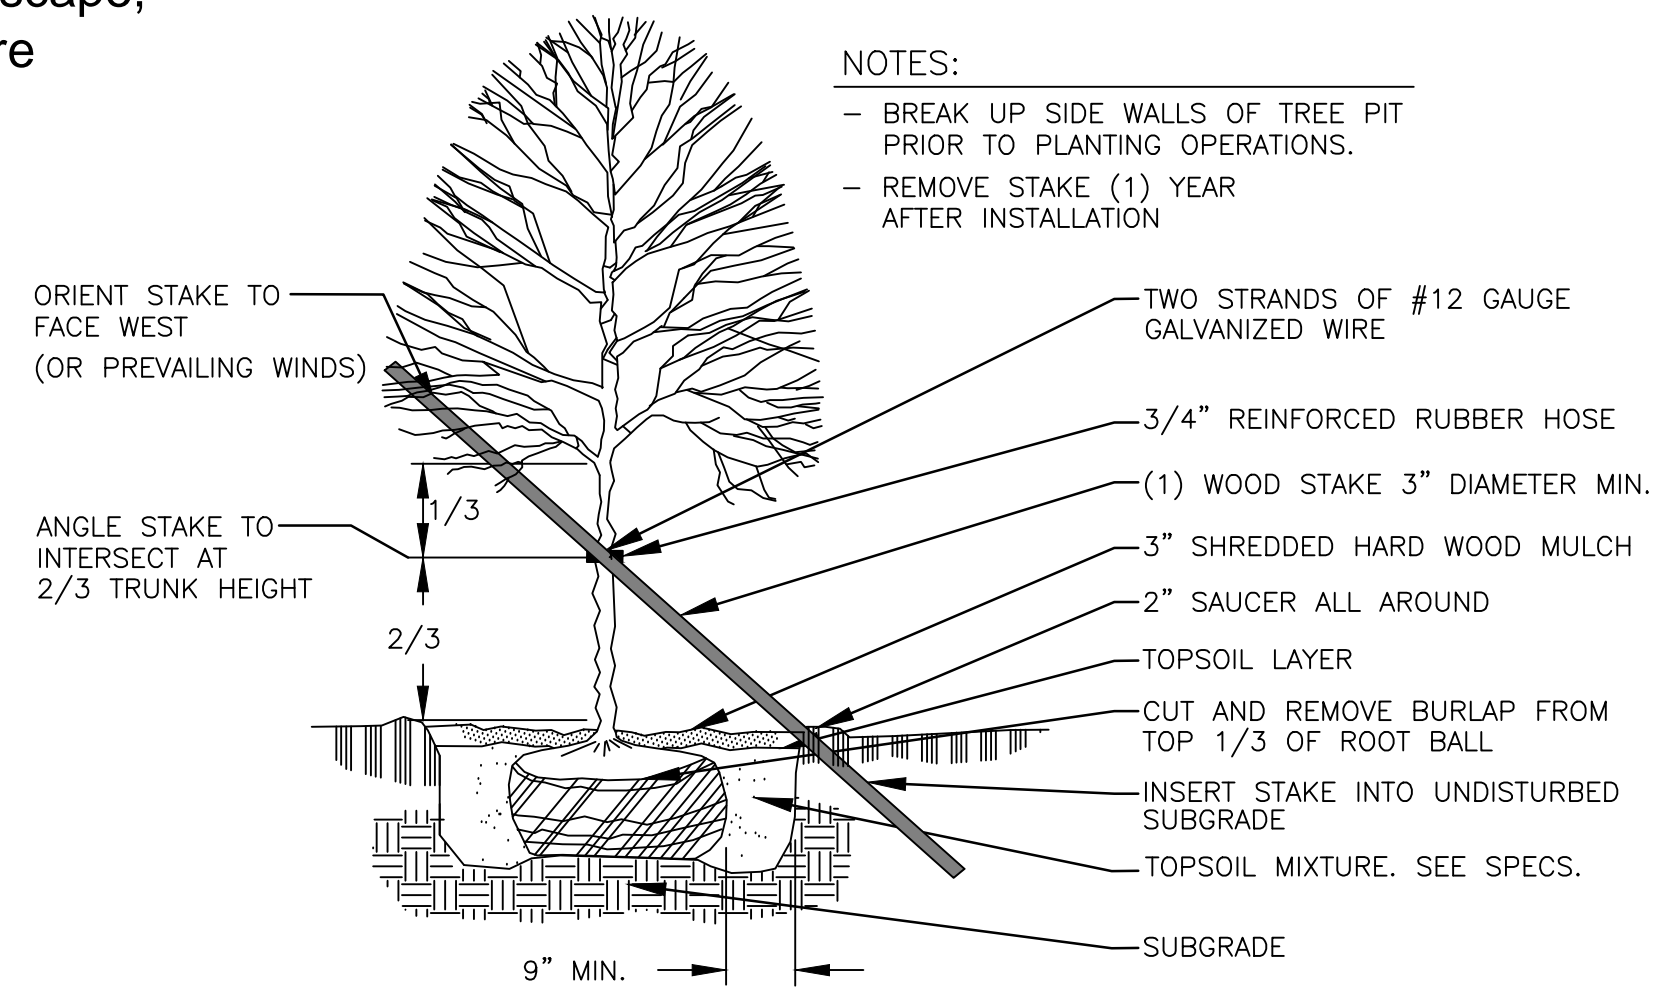 scape,
re
NOTES:
– BREAK UP SIDE WALLS OF TREE PIT
PRIOR TO PLANTING OPERATIONS.
– REMOVE STAKE (1) YEAR
AFTER INSTALLATION
ORIENT STAKE TO
FACE WEST
(OR PREVAILING WINDS)
1/3
ANGLE STAKE TO
INTERSECT AT
2/3 TRUNK HEIGHT
2/3
TWO STRANDS OF #12 GAUGE
GALVANIZED WIRE
3/4” REINFORCED RUBBER HOSE
(1) WOOD STAKE 3” DIAMETER MIN.
3” SHREDDED HARD WOOD MULCH
2” SAUCER ALL AROUND
TOPSOIL LAYER
CUT AND REMOVE BURLAP FROM
TOP 1/3 OF ROOT BALL
INSERT STAKE INTO UNDISTURBED
SUBGRADE
TOPSOIL MIXTURE. SEE SPECS.
SUBGRADE
9” MIN.